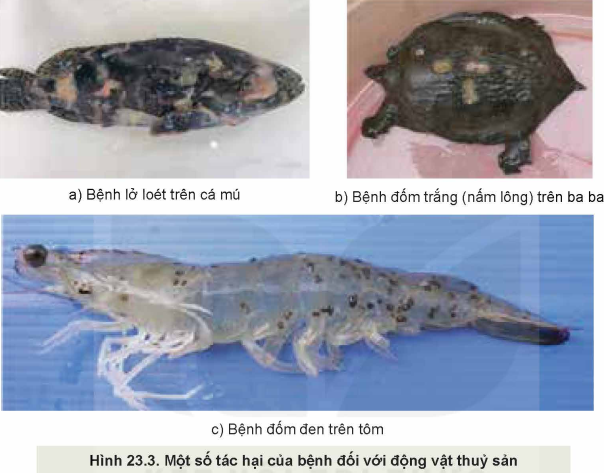 a) Bệnh lở loét trên cá mú
b) Bệnh đốm trắng (nấm lông) trên ba ba
c) Bệnh đốm đen trên tôm
Hình 23.3. Một số tác hại của bệnh đối với động vật thuỷ sản